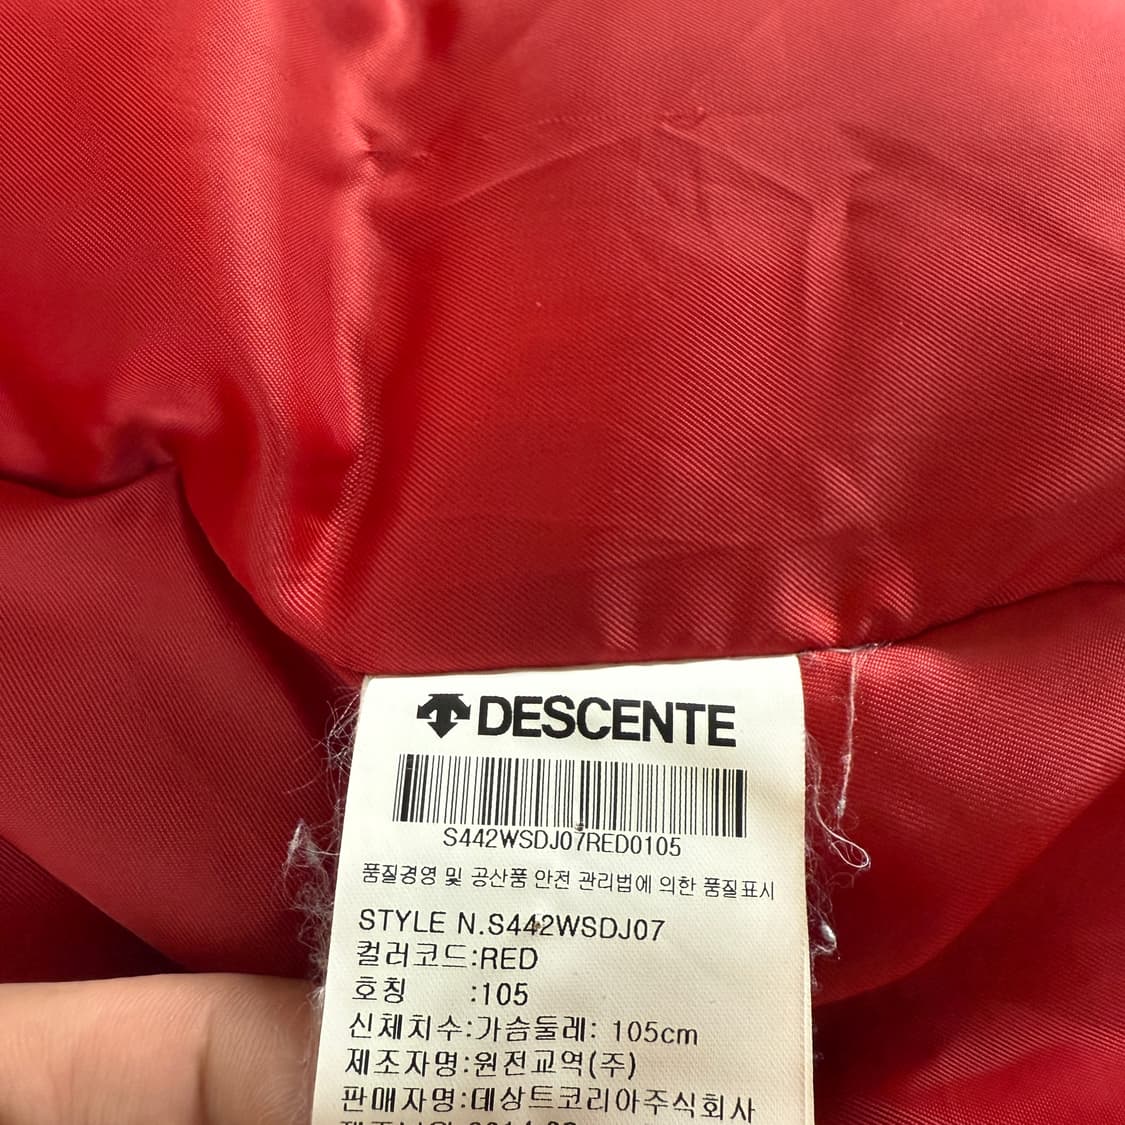 DESCENTE
S442WSDJ07RED0105
품질경영 및 공산품 안전 관리법에 의한 품질표시
STYLE N.S442WSDJ07
컬러코드:RED
호칭 :105
신체치수:가슴둘레: 105cm
제조자명:원전교역(주)
판매자명:데상트코리아주식회사